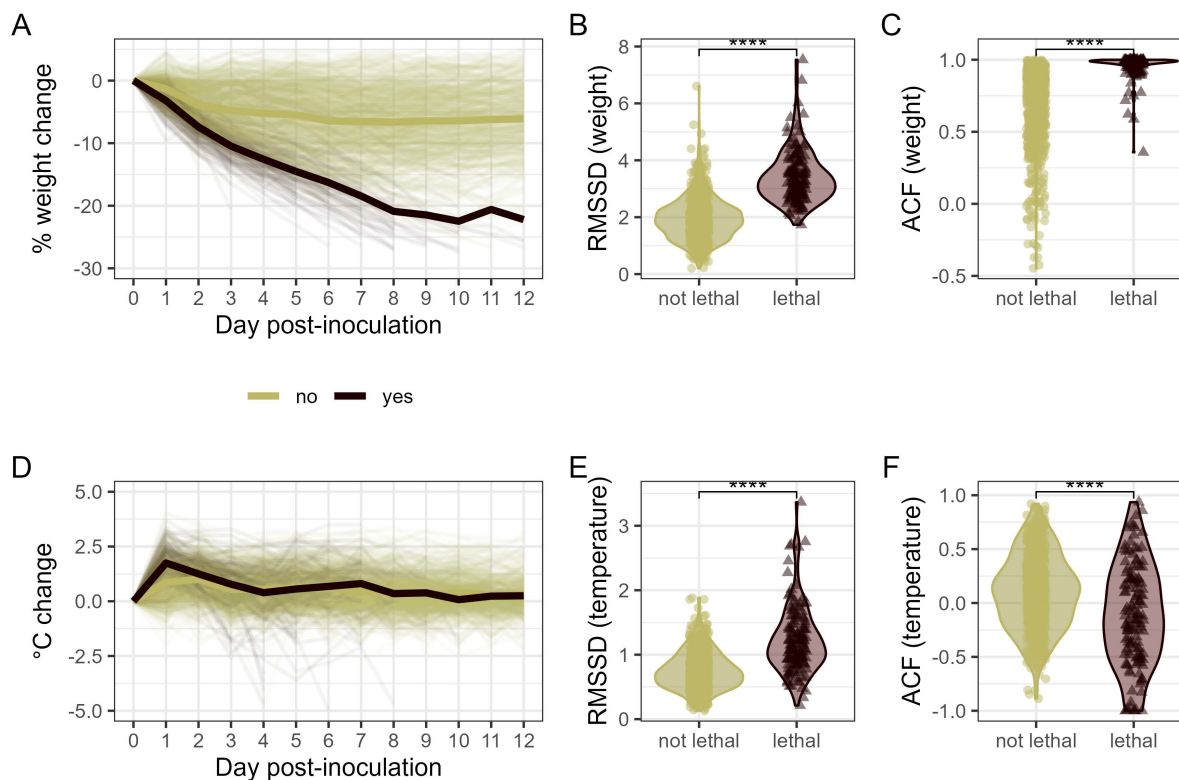 A
% weight change
0
-10
-20
-30
0 1 2 3 4 5 6 7 8 9 10 11 12
Day post-inoculation
B
RMSSD (weight)
8
6
4
2
0
****
not lethal lethal
C
ACF (weight)
1.0
0.5
0.0
-0.5
****
not lethal lethal
no yes
D
°C change
5.0
2.5
0.0
-2.5
-5.0
0 1 2 3 4 5 6 7 8 9 10 11 12
Day post-inoculation
E
RMSSD (temperature)
3
2
1
0
****
not lethal lethal
F
ACF (temperature)
1.0
0.5
0.0
-0.5
-1.0
****
not lethal lethal